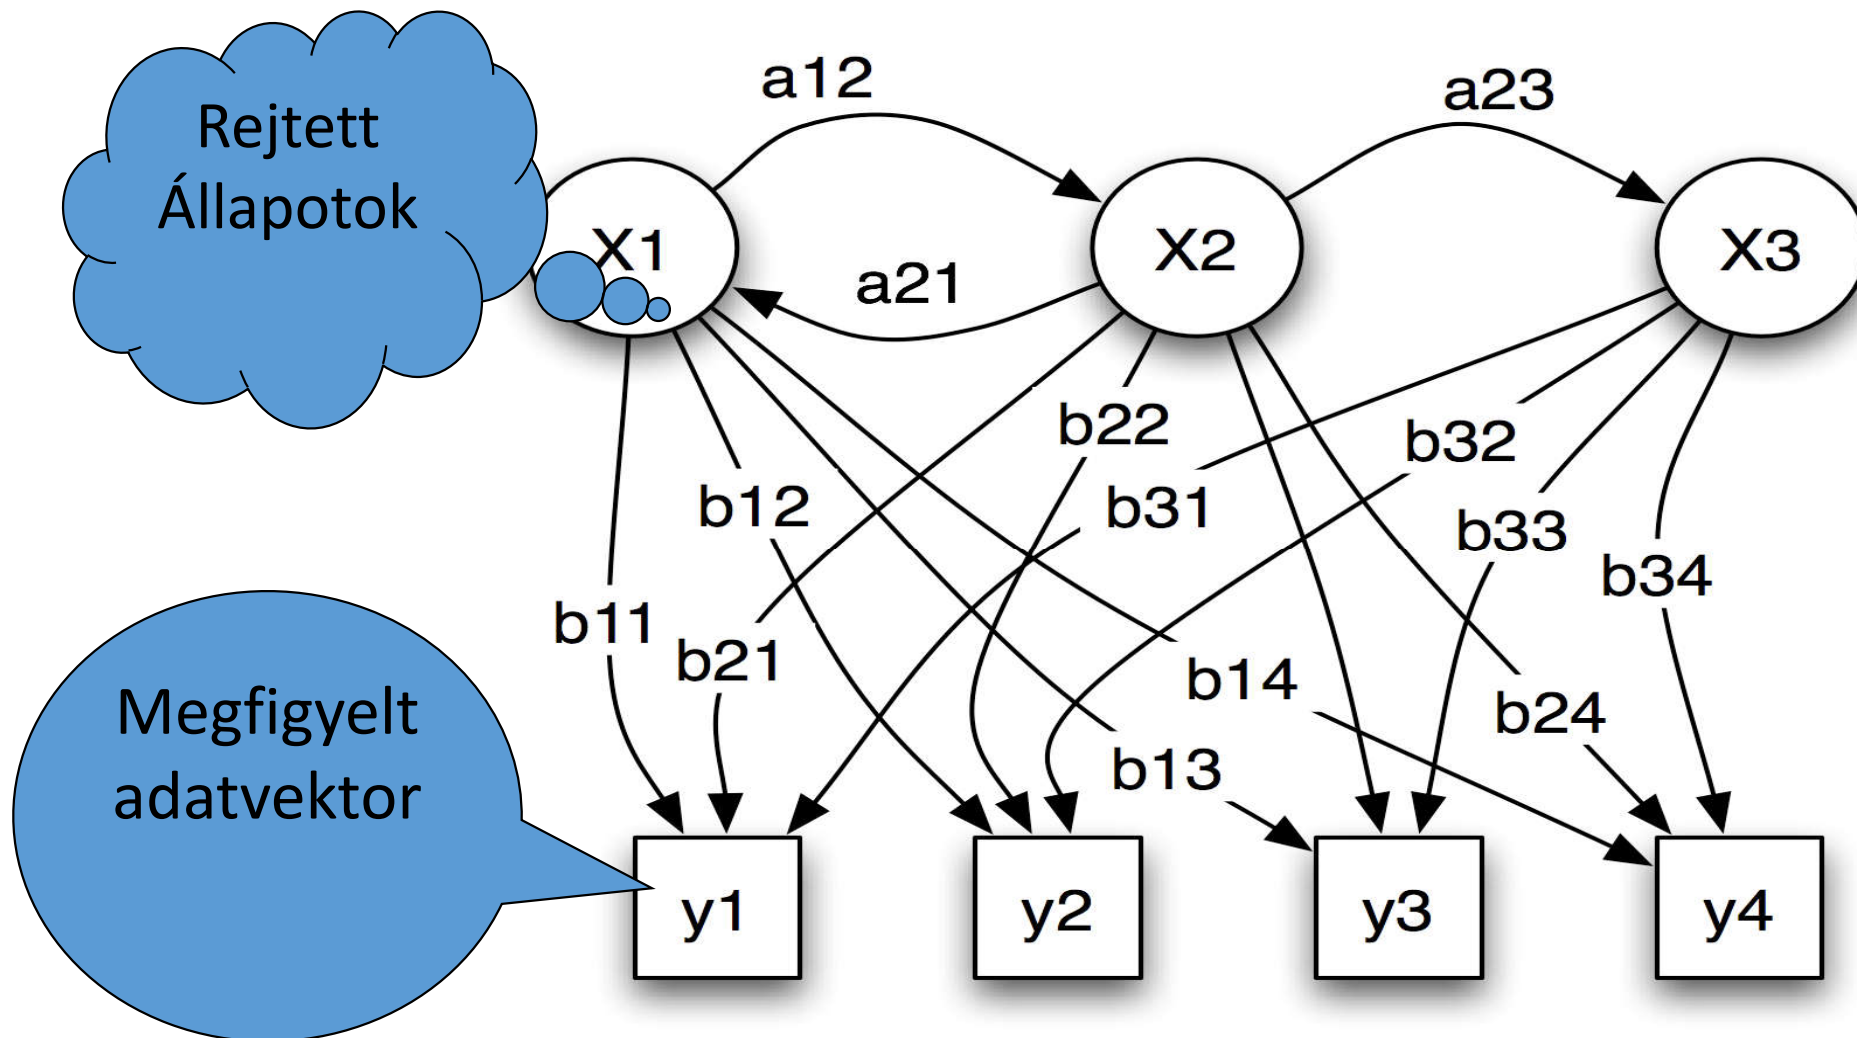 Rejtett
Állapotok
a12
a23
X1
X2
X3
a21
b22
b32
b12
b31
b33
b34
b11
b21
b14
b24
b13
Megfigyelt
adatvektor
y1
y2
y3
y4